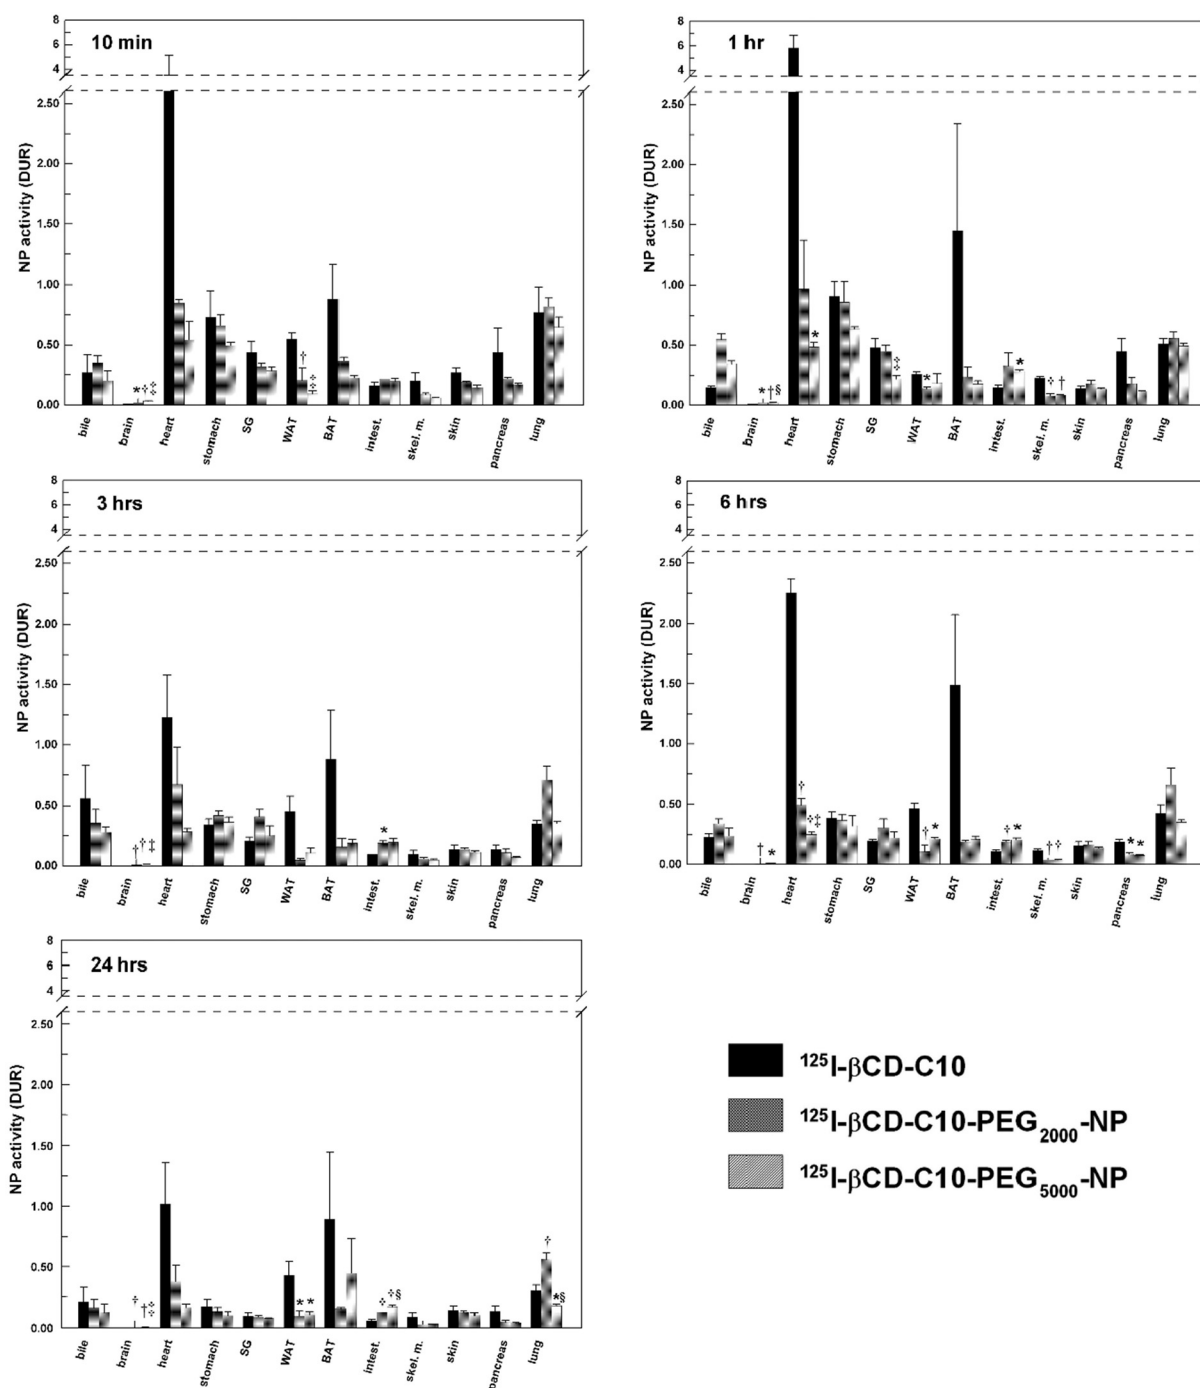 10 min
8
6
4
2.50
2.00
1.50
1.00
0.50
0.00
NP activity (DUR)
† ‡ * † ‡
bile brain heart stomach SG WAT BAT intest. skel. m. skin pancreas lung
1 hr
8
6
4
2.50
2.00
1.50
1.00
0.50
0.00
NP activity (DUR)
* † § * ‡ * * ‡ †
bile brain heart stomach SG WAT BAT intest. skel. m. skin pancreas lung
3 hrs
8
6
4
2.50
2.00
1.50
1.00
0.50
0.00
NP activity (DUR)
† † ‡ *
bile brain heart stomach SG WAT BAT intest. skel. m. skin pancreas lung
6 hrs
8
6
4
2.50
2.00
1.50
1.00
0.50
0.00
NP activity (DUR)
† * † ‡‡ † * ‡ * † ‡ * *
bile brain heart stomach SG WAT BAT intest. skel. m. skin pancreas lung
24 hrs
8
6
4
2.50
2.00
1.50
1.00
0.50
0.00
NP activity (DUR)
† †‡ * * ‡ ‡§ † *§
bile brain heart stomach SG WAT BAT intest. skel. m. skin pancreas lung
¹²⁵I-βCD-C10
¹²⁵I-βCD-C10-PEG₂₀₀₀-NP
¹²⁵I-βCD-C10-PEG₅₀₀₀-NP